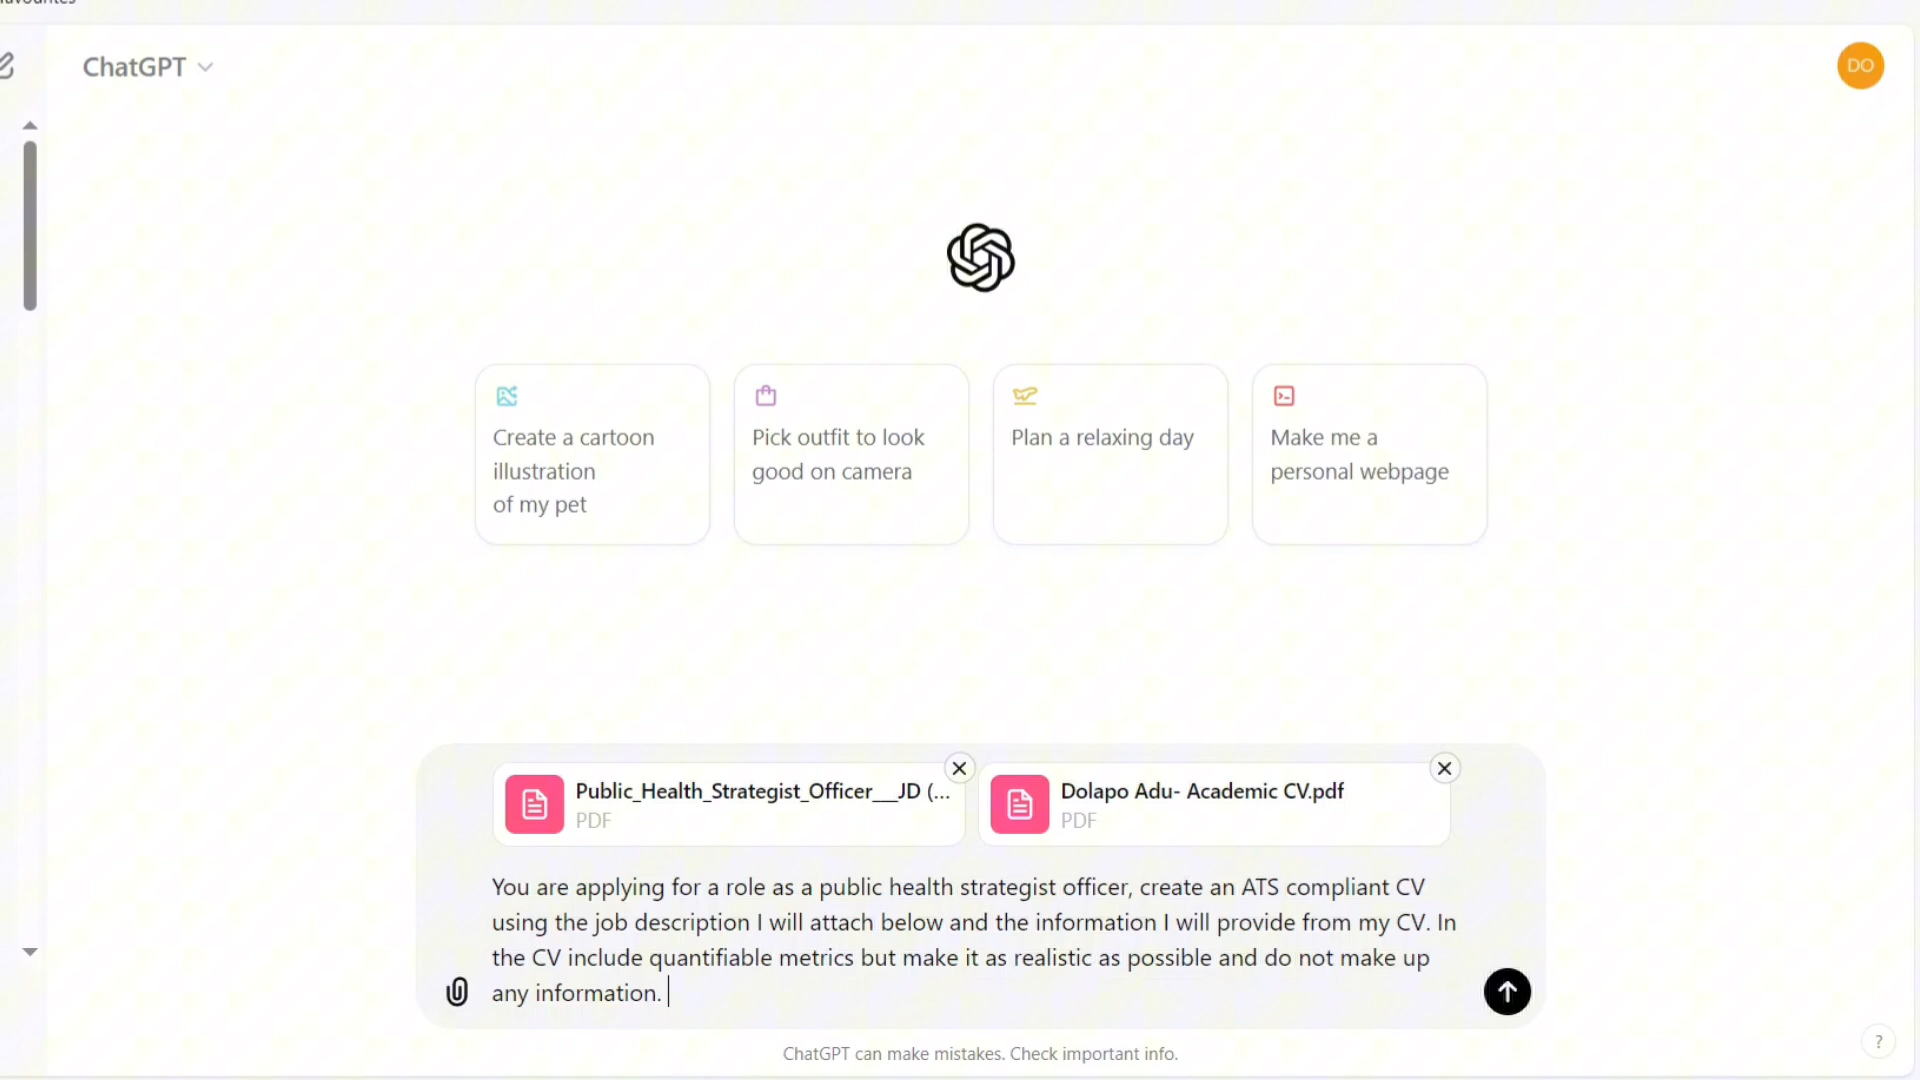 ChatGPT
DO
Create a cartoon
illustration
of my pet
Pick outfit to look
good on camera
Plan a relaxing day
Make me a
personal webpage
Public_Health_Strategist_Officer___JD (...
PDF
Dolapo Adu- Academic CV.pdf
PDF
You are applying for a role as a public health strategist officer, create an ATS compliant CV
using the job description I will attach below and the information I will provide from my CV. In
the CV include quantifiable metrics but make it as realistic as possible and do not make up
any information.
ChatGPT can make mistakes. Check important info.
?